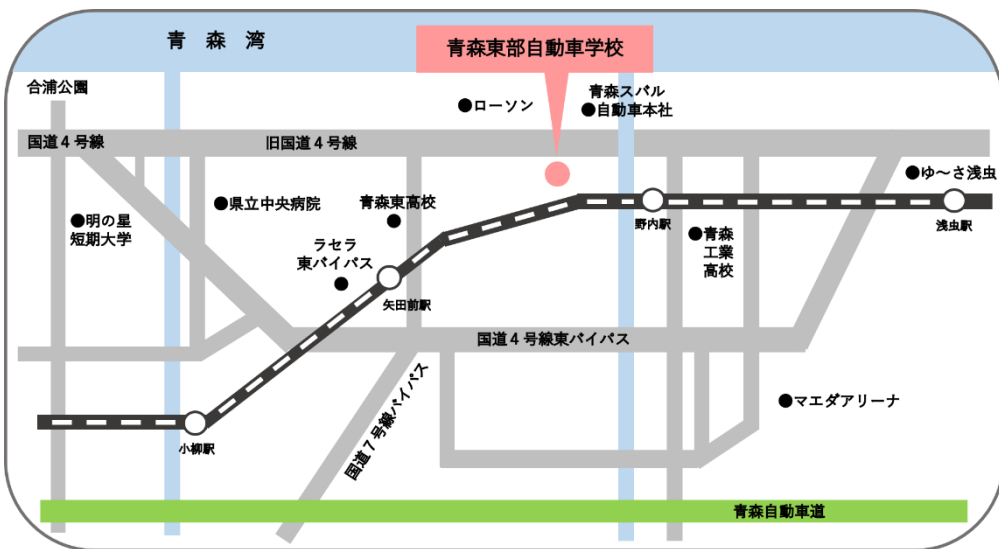 青森湾
青森東部自動車学校
合浦公園
●ローソン
青森スバル
●自動車本社
国道4号線
旧国道4号線
●ゆ〜さ浅虫
●県立中央病院
青森東高校
●明の星
短期大学
野内駅
浅虫駅
●青森
工業
高校
ラセラ
東バイパス
矢田前駅
国道4号線東バイパス
国道7号線バイパス
●マエダアリーナ
小柳駅
青森自動車道